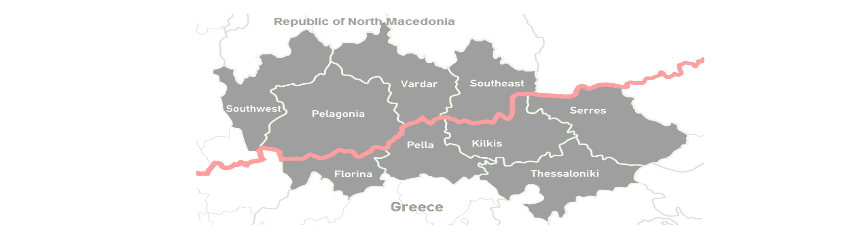 Republic of North Macedonia
Vardar
Southeast
Southwest
Pelagonia
Serres
Pella
Kilkis
Florina
Thessaloniki
Greece